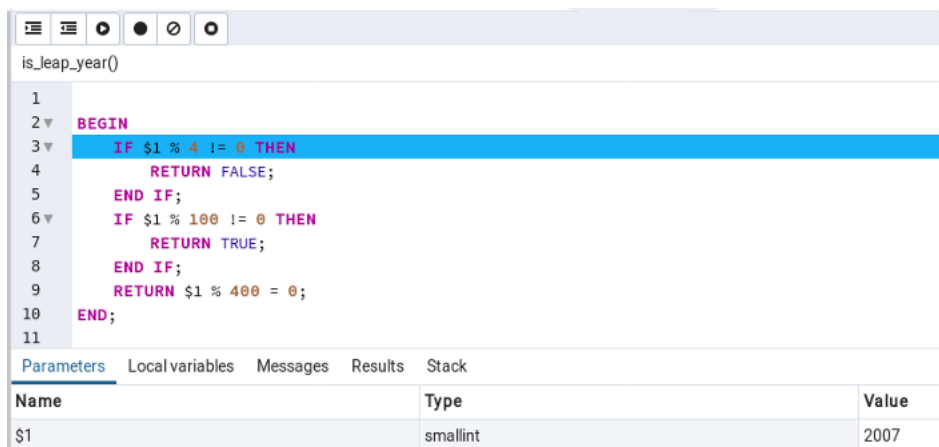 is_leap_year()
1
2 BEGIN
3 IF $1 % 4 != 0 THEN
4 RETURN FALSE;
5 END IF;
6 IF $1 % 100 != 0 THEN
7 RETURN TRUE;
8 END IF;
9 RETURN $1 % 400 = 0;
10 END;
11
Parameters Local variables Messages Results Stack
Name Type Value
$1 smallint 2007